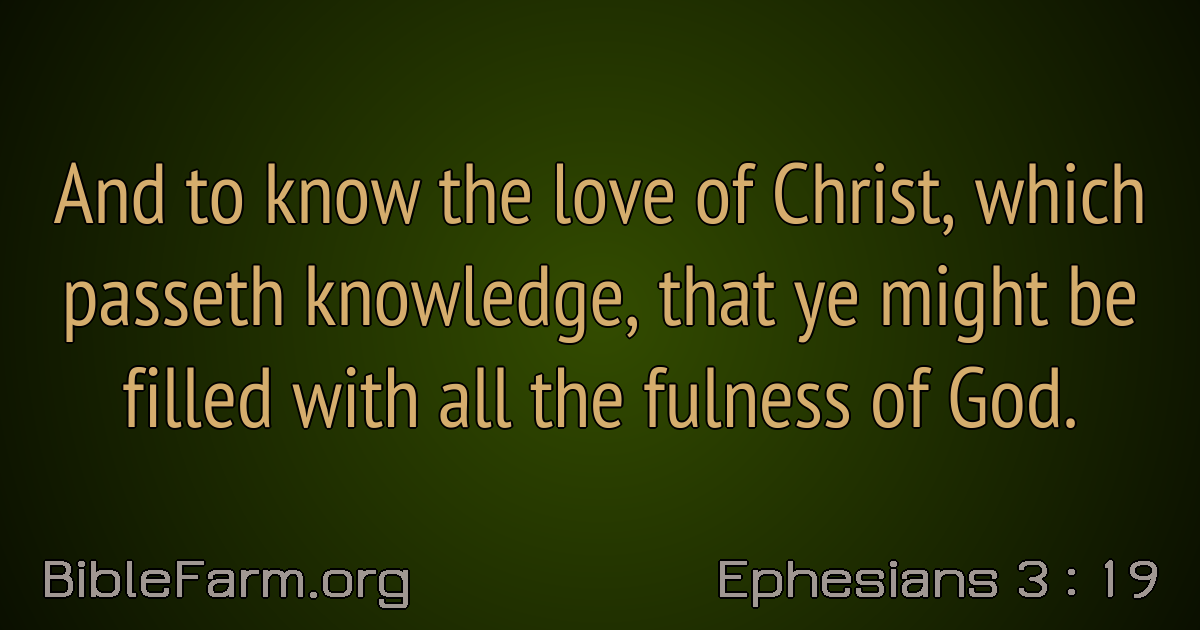 And to know the love of Christ, which
passeth knowledge, that ye might be
filled with all the fulness of God.
BibleFarm.org
Ephesians 3 : 19